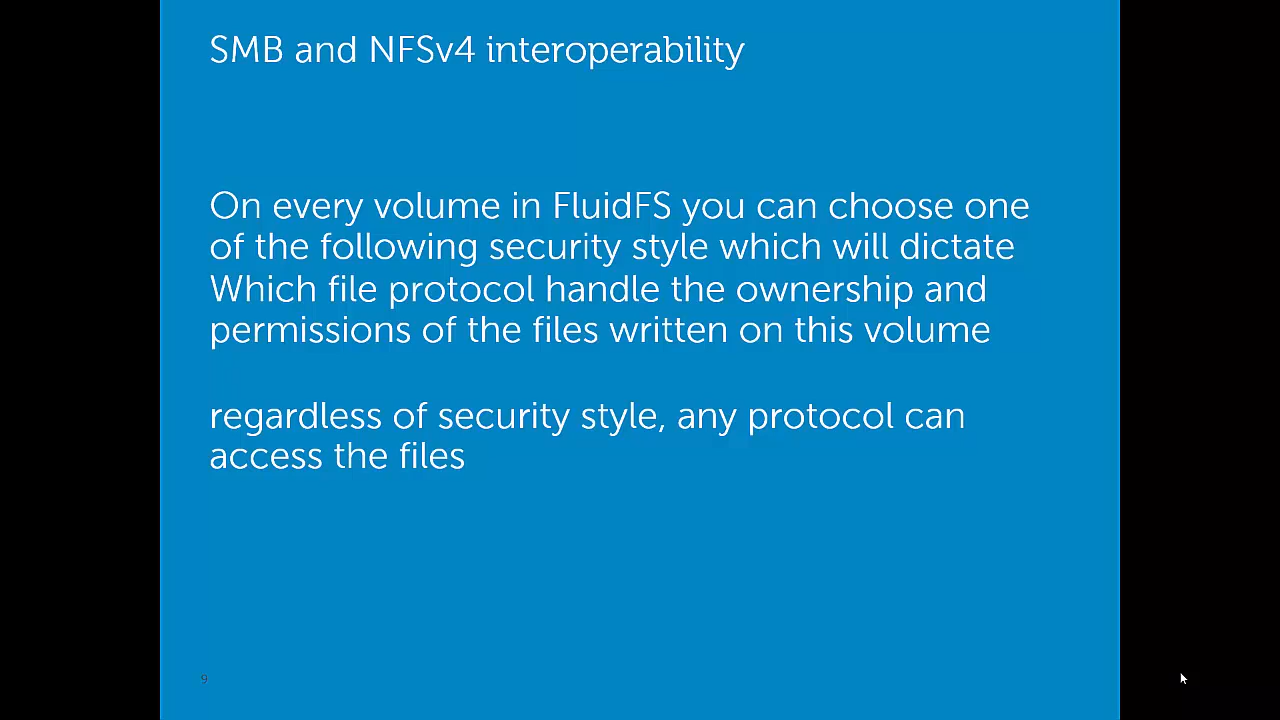 SMB and NFSv4 interoperability
On every volume in FluidFS you can choose one
of the following security style which will dictate
Which file protocol handle the ownership and
permissions of the files written on this volume
regardless of security style, any protocol can
access the files
9